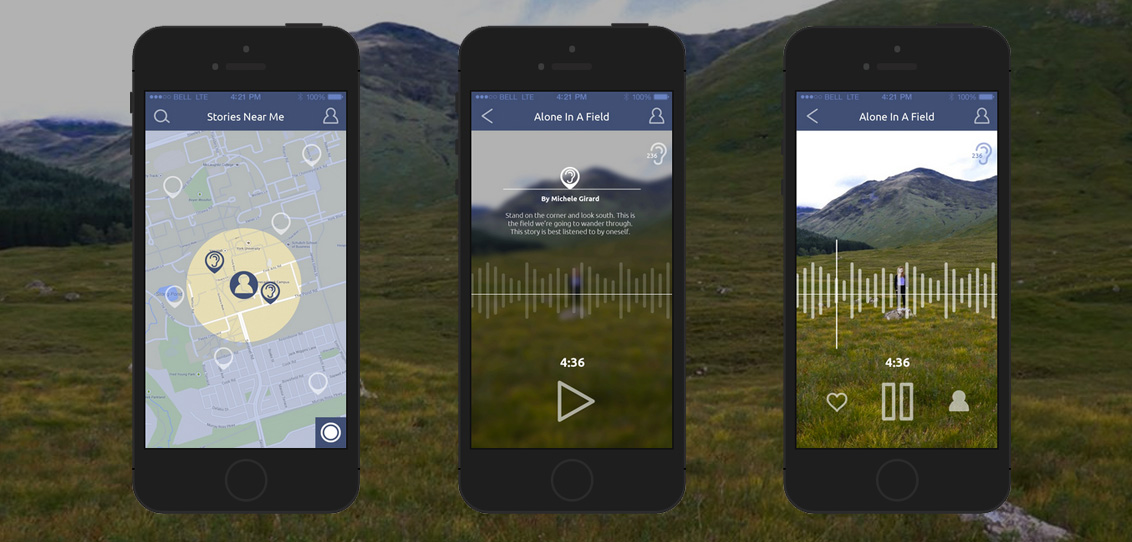 BELL LTE 4:21 PM 100%
Stories Near Me
BELL LTE 4:21 PM 100%
Alone In A Field
236
By Michele Girard
Stand on the corner and look south. This is
the field we're going to wander through.
This story is best listened to by oneself.
4:36
BELL LTE 4:21 PM 100%
Alone In A Field
236
4:36